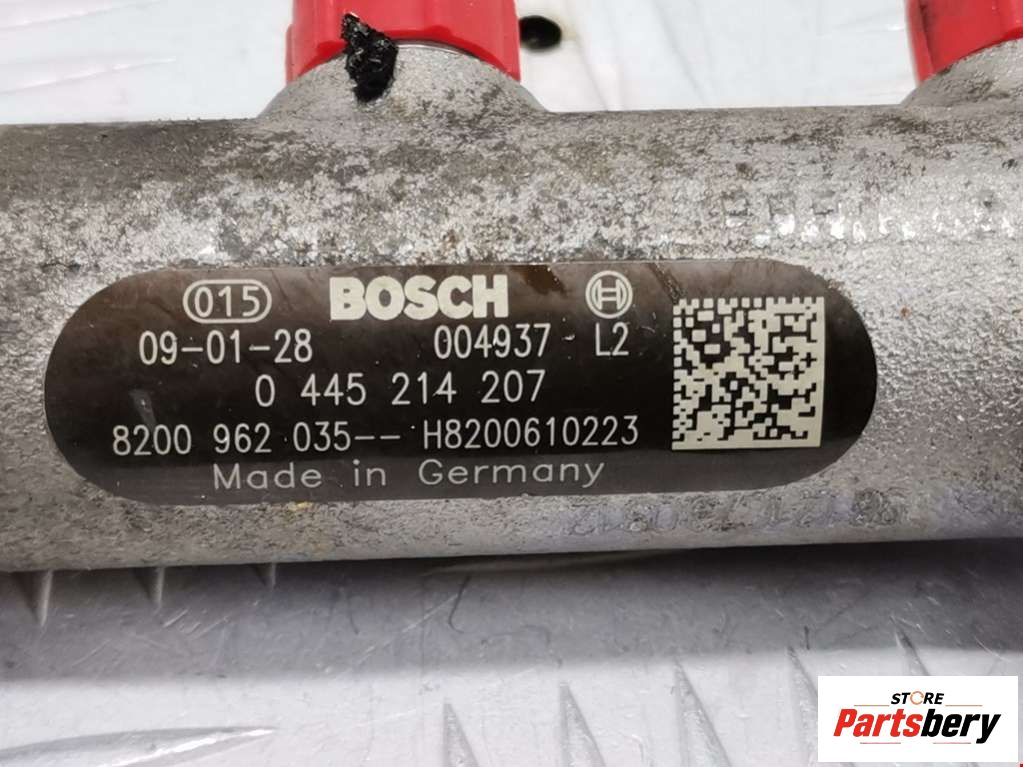 015 BOSCH
09-01-28 004937 L2
0 445 214 207
8200 962 035-- H8200610223
Made in Germany
STORE
Partsbery